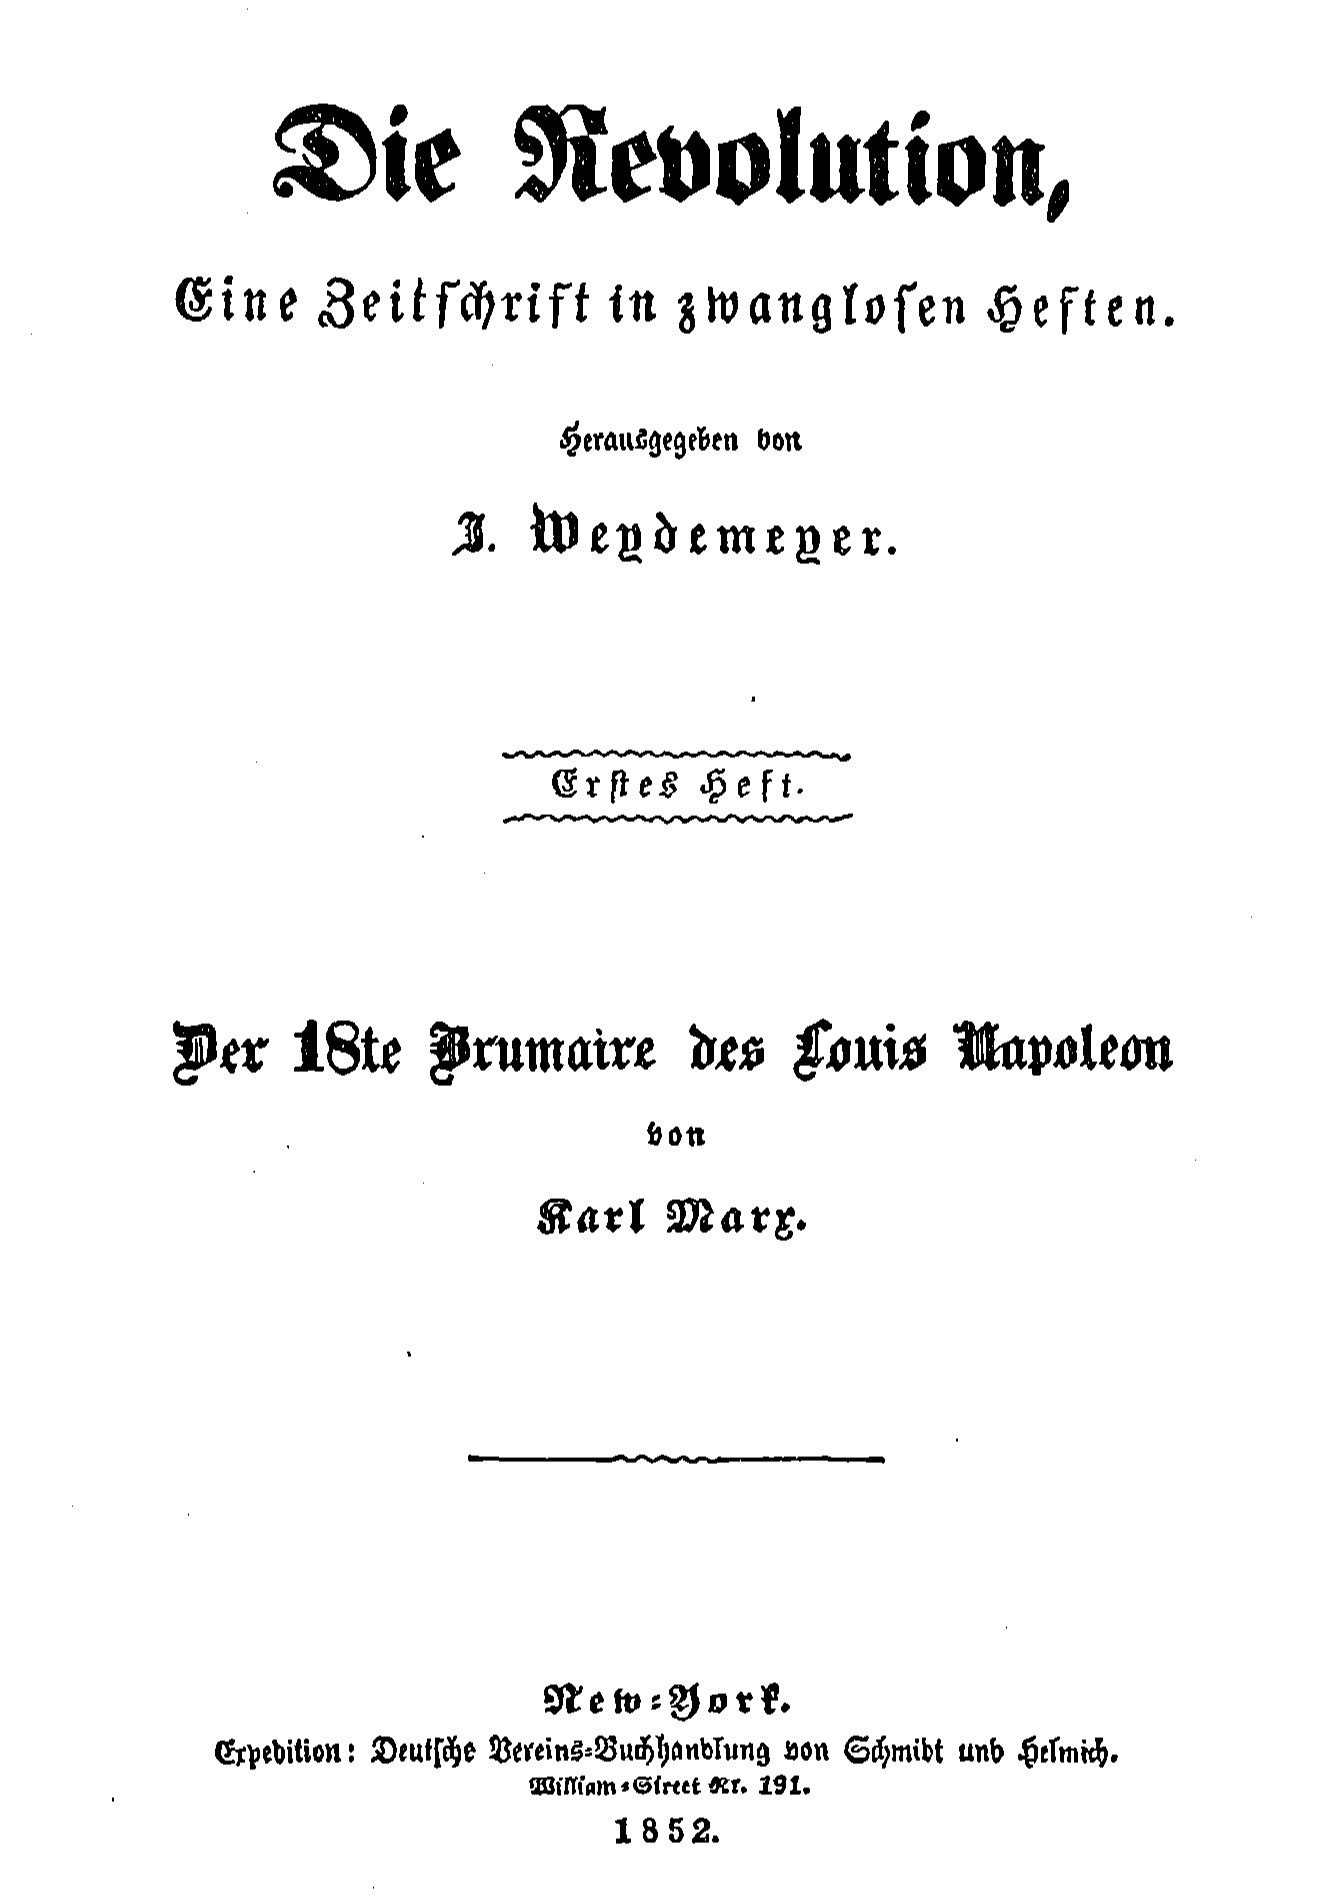 Die Revolution,
Eine Zeitschrift in zwanglosen Heften.
Herausgegeben von
J. Weydemeyer.
Erstes Heft.
Der 18te Brumaire des Louis Napoleon
von
Karl Marx.
New-York.
Expedition: Deutsche Vereins-Buchhandlung von Schmidt und Helmich.
William-Street Nr. 191.
1852.